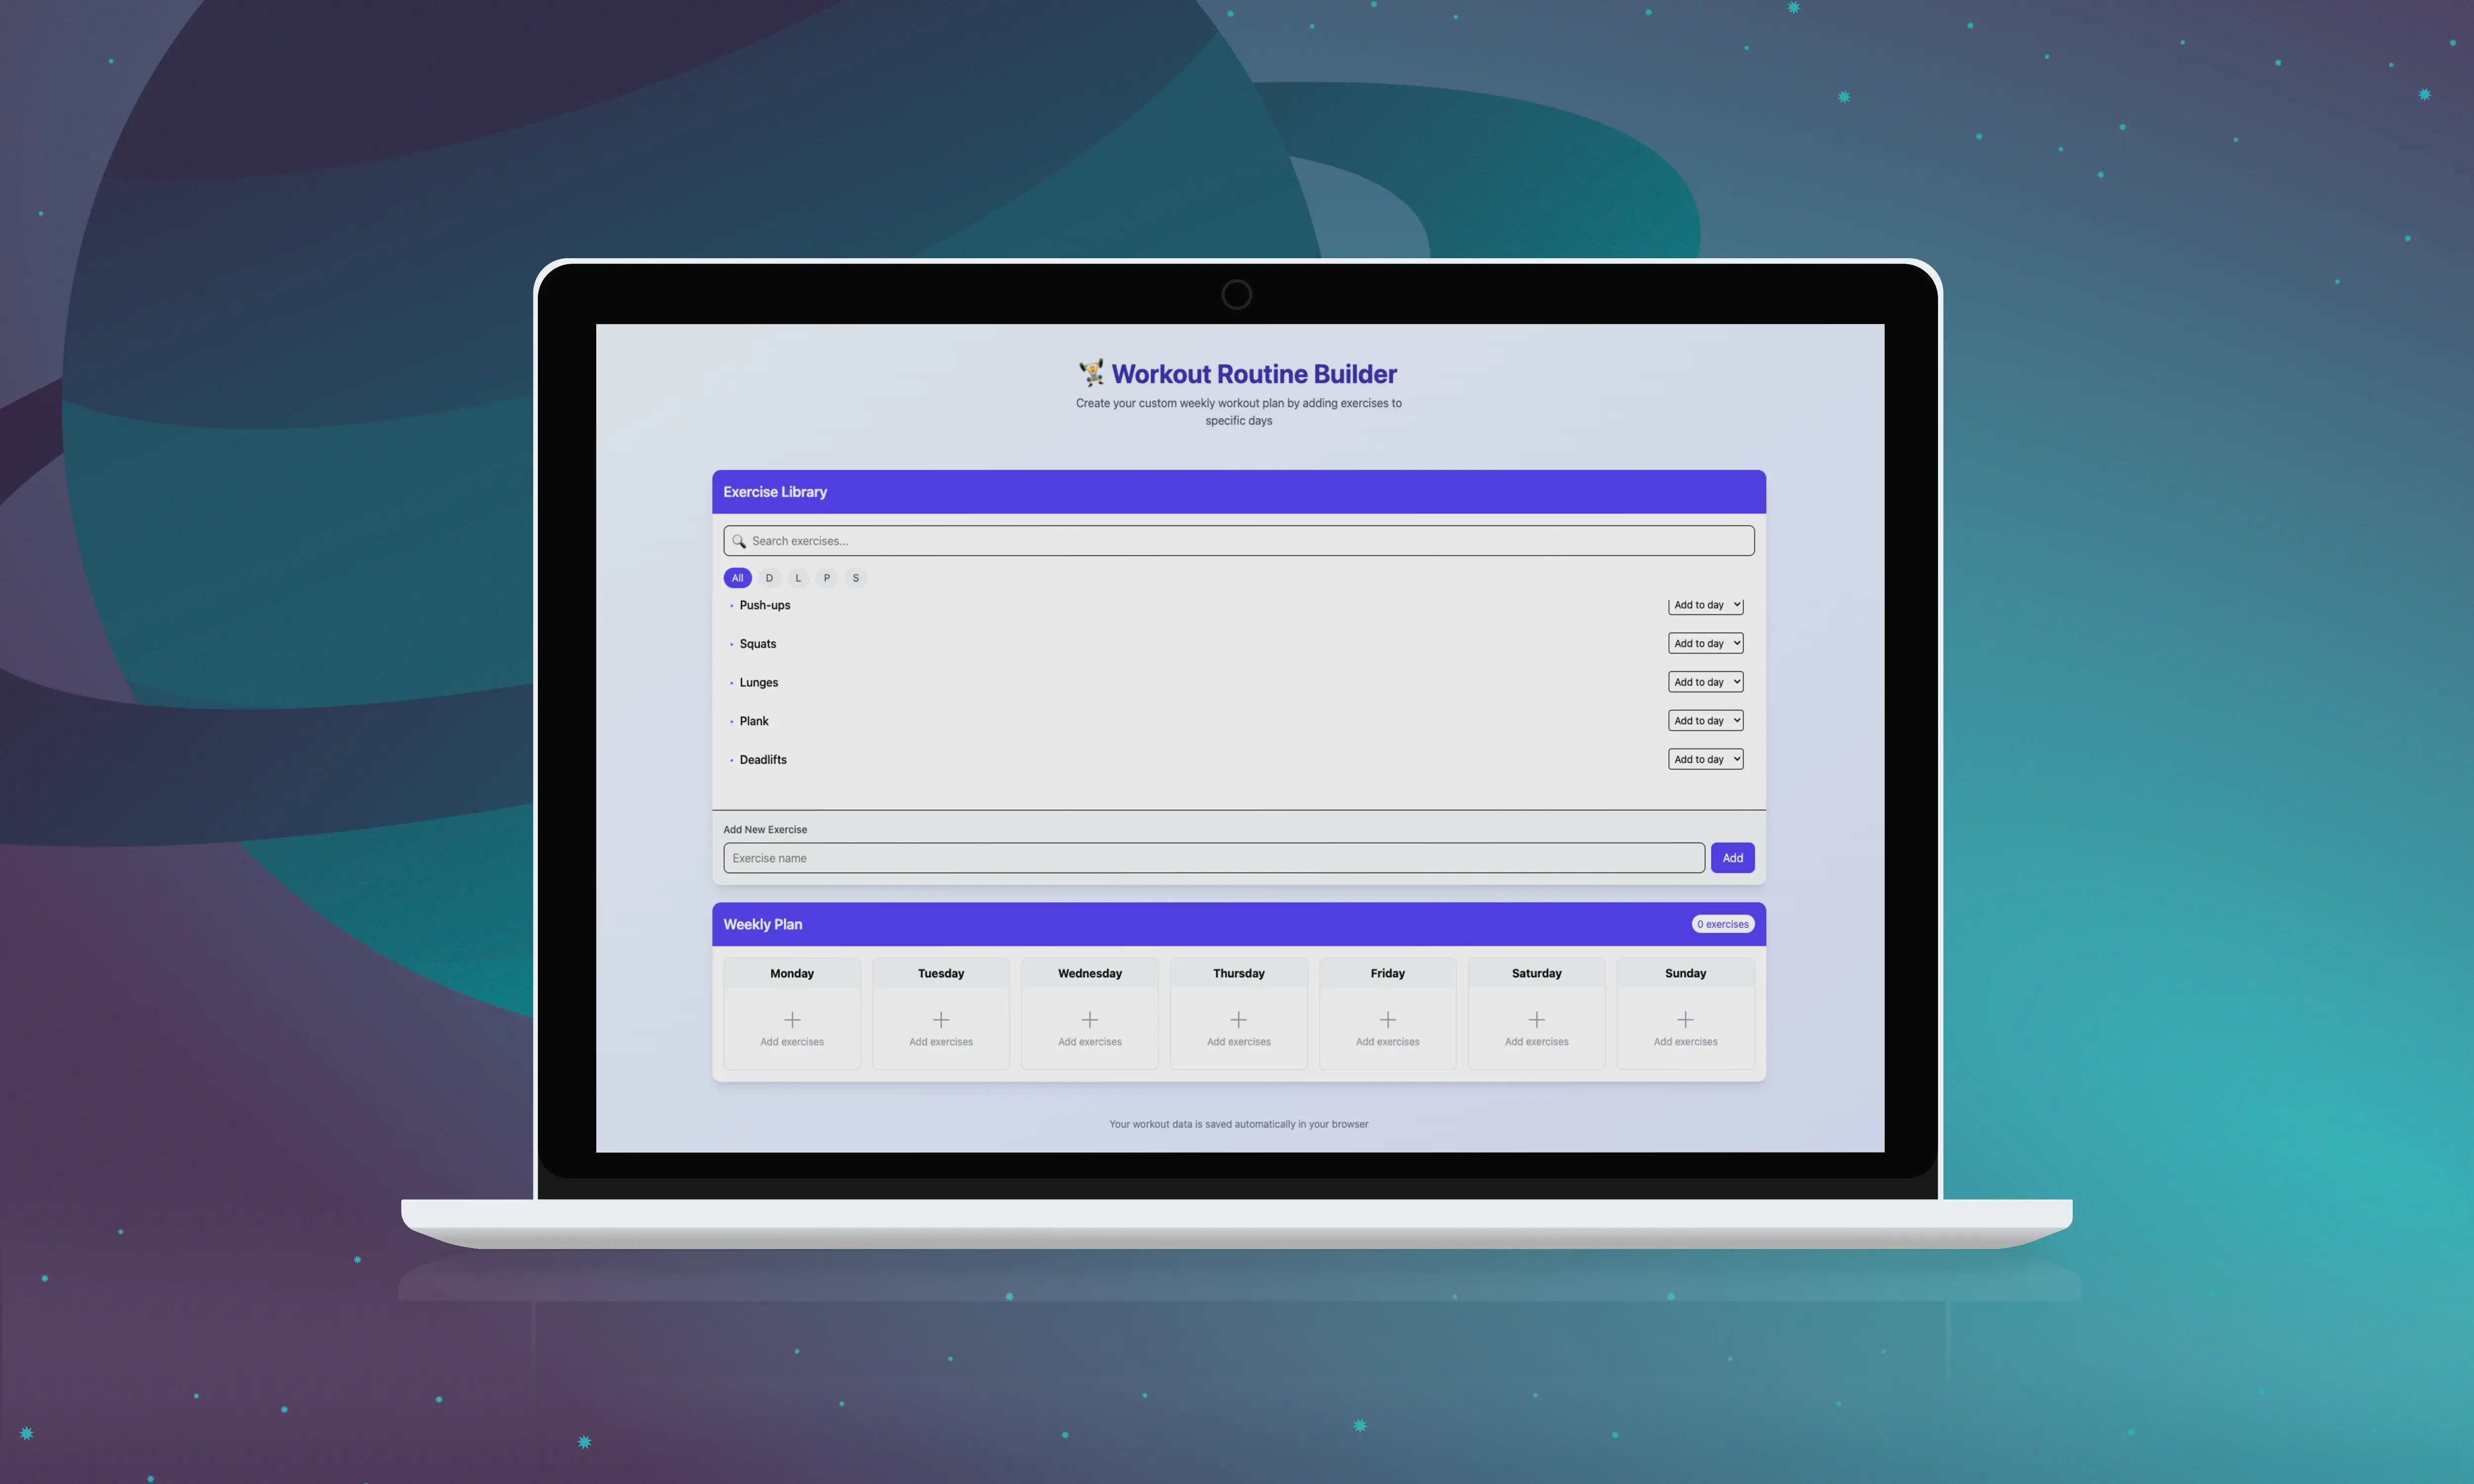 Workout Routine Builder
Create your custom weekly workout plan by adding exercises to
specific days
Exercise Library
Search exercises...
All D L P S
Push-ups Add to day
Squats Add to day
Lunges Add to day
Plank Add to day
Deadlifts Add to day
Add New Exercise
Exercise name Add
Weekly Plan 0 exercises
Monday Tuesday Wednesday Thursday Friday Saturday Sunday
Add exercises Add exercises Add exercises Add exercises Add exercises Add exercises Add exercises
Your workout data is saved automatically in your browser